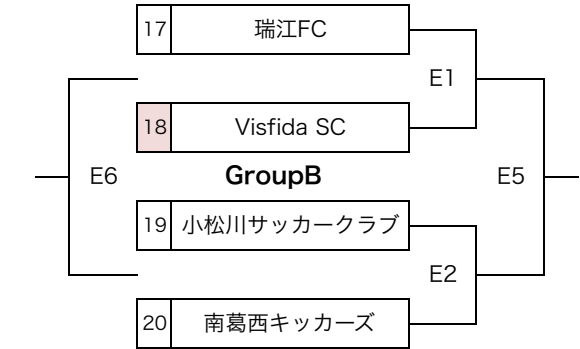 17 瑞江FC
E1
18 Visfida SC
E6 GroupB E5
19 小松川サッカークラブ
E2
20 南葛西キッカーズ